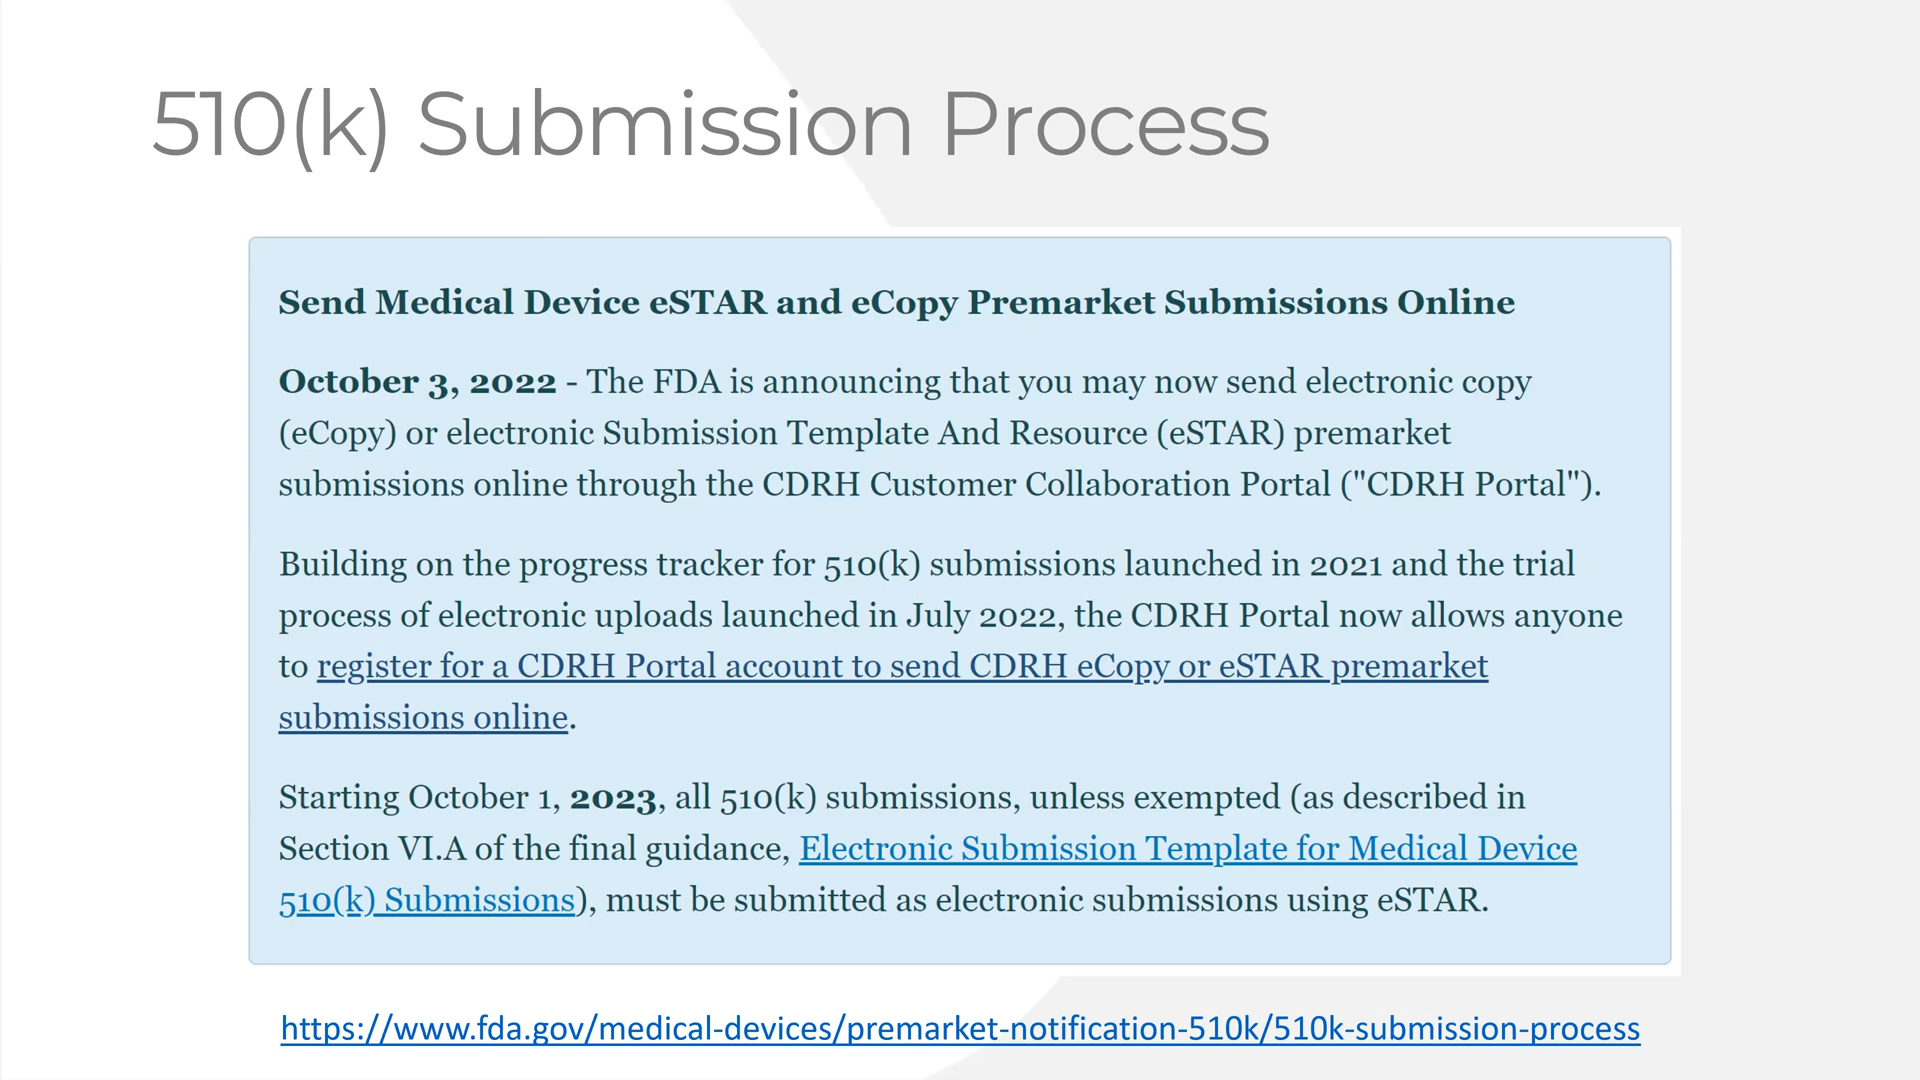 510(k) Submission Process
Send Medical Device eSTAR and eCopy Premarket Submissions Online
October 3, 2022 - The FDA is announcing that you may now send electronic copy
(eCopy) or electronic Submission Template And Resource (eSTAR) premarket
submissions online through the CDRH Customer Collaboration Portal ("CDRH Portal").
Building on the progress tracker for 510(k) submissions launched in 2021 and the trial
process of electronic uploads launched in July 2022, the CDRH Portal now allows anyone
to register for a CDRH Portal account to send CDRH eCopy or eSTAR premarket
submissions online.
Starting October 1, 2023, all 510(k) submissions, unless exempted (as described in
Section VI.A of the final guidance, Electronic Submission Template for Medical Device
510(k) Submissions), must be submitted as electronic submissions using eSTAR.
https://www.fda.gov/medical-devices/premarket-notification-510k/510k-submission-process